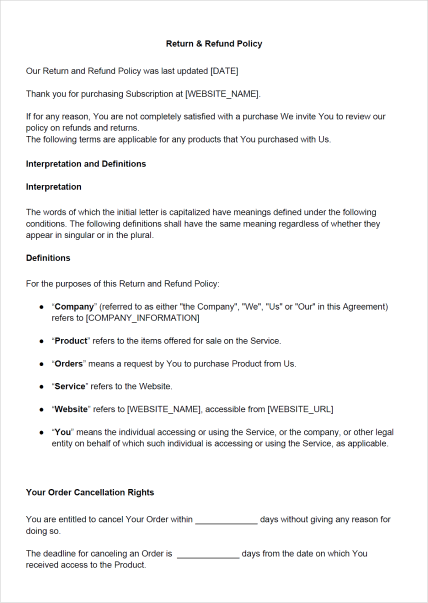 Return & Refund Policy
Our Return and Refund Policy was last updated [DATE]
Thank you for purchasing Subscription at [WEBSITE_NAME].
If for any reason, You are not completely satisfied with a purchase We invite You to review our
policy on refunds and returns.
The following terms are applicable for any products that You purchased with Us.
Interpretation and Definitions
Interpretation
The words of which the initial letter is capitalized have meanings defined under the following
conditions. The following definitions shall have the same meaning regardless of whether they
appear in singular or in the plural.
Definitions
For the purposes of this Return and Refund Policy:
● “Company” (referred to as either "the Company", "We", "Us" or "Our" in this Agreement)
refers to [COMPANY_INFORMATION]
● “Product” refers to the items offered for sale on the Service.
● “Orders” means a request by You to purchase Product from Us.
● “Service” refers to the Website.
● “Website” refers to [WEBSITE_NAME], accessible from [WEBSITE_URL]
● “You” means the individual accessing or using the Service, or the company, or other legal
entity on behalf of which such individual is accessing or using the Service, as applicable.
Your Order Cancellation Rights
You are entitled to cancel Your Order within _____________ days without giving any reason for
doing so.
The deadline for canceling an Order is _____________ days from the date on which You
received access to the Product.